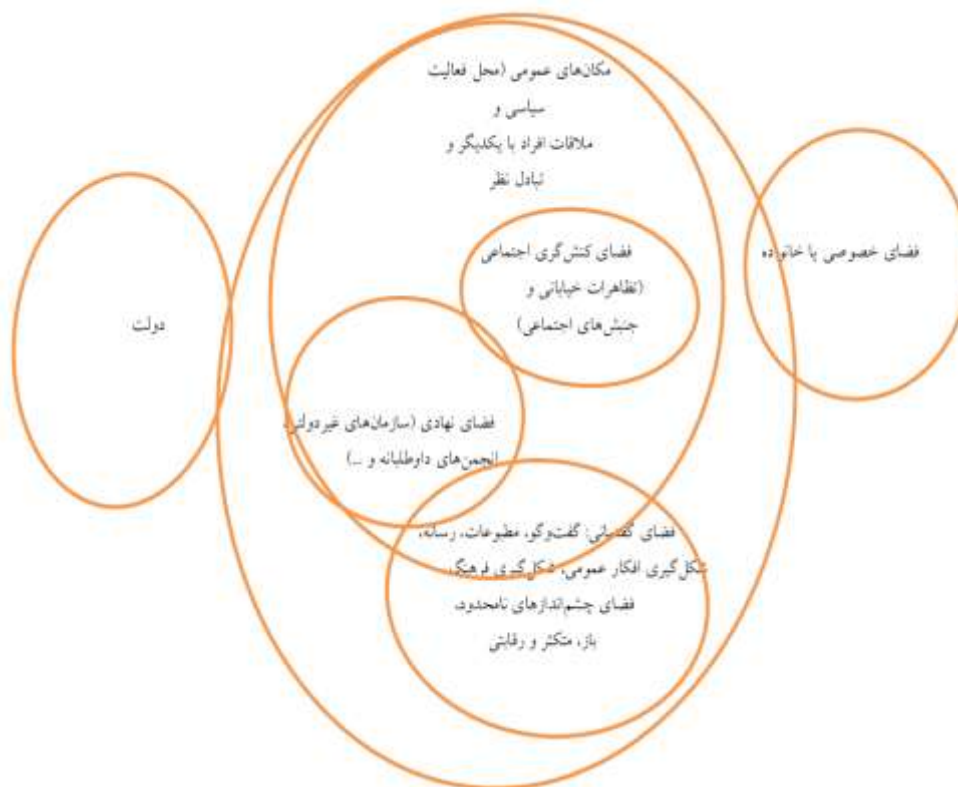 مکان‌های عمومی (محل فعالیت
سیاسی و
ملاقات افراد با یکدیگر و
تبادل نظر
فضای خصوصی یا خانواده
فضای کنش‌گری اجتماعی
(تظاهرات خیابانی و
جنبش‌های اجتماعی)
دولت
فضای نهادی (سازمان‌های غیردولتی،
انجمن‌های داوطلبانه و ...)
فضای گفتمانی: گفت‌وگو، مطبوعات، رسانه،
شکل‌گیری افکار عمومی، شکل‌گیری فرهنگ،
فضای چشم‌اندازهای نامحدود،
باز، متکثر و رقابتی